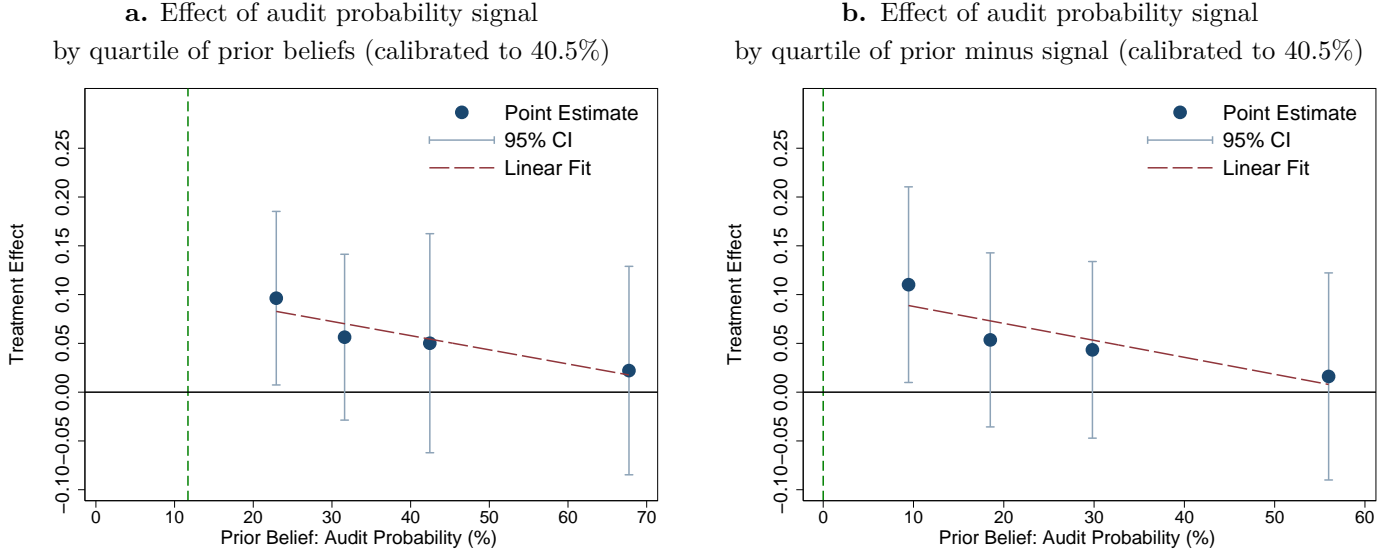 a. Effect of audit probability signal
by quartile of prior beliefs (calibrated to 40.5%)
Point Estimate
95% CI
Linear Fit
Treatment Effect
0.25
0.20
0.15
0.10
0.05
0.00
−0.05
−0.10
0 10 20 30 40 50 60 70
Prior Belief: Audit Probability (%)
b. Effect of audit probability signal
by quartile of prior minus signal (calibrated to 40.5%)
Point Estimate
95% CI
Linear Fit
Treatment Effect
0.25
0.20
0.15
0.10
0.05
0.00
−0.05
−0.10
0 10 20 30 40 50 60
Prior Belief: Audit Probability (%)